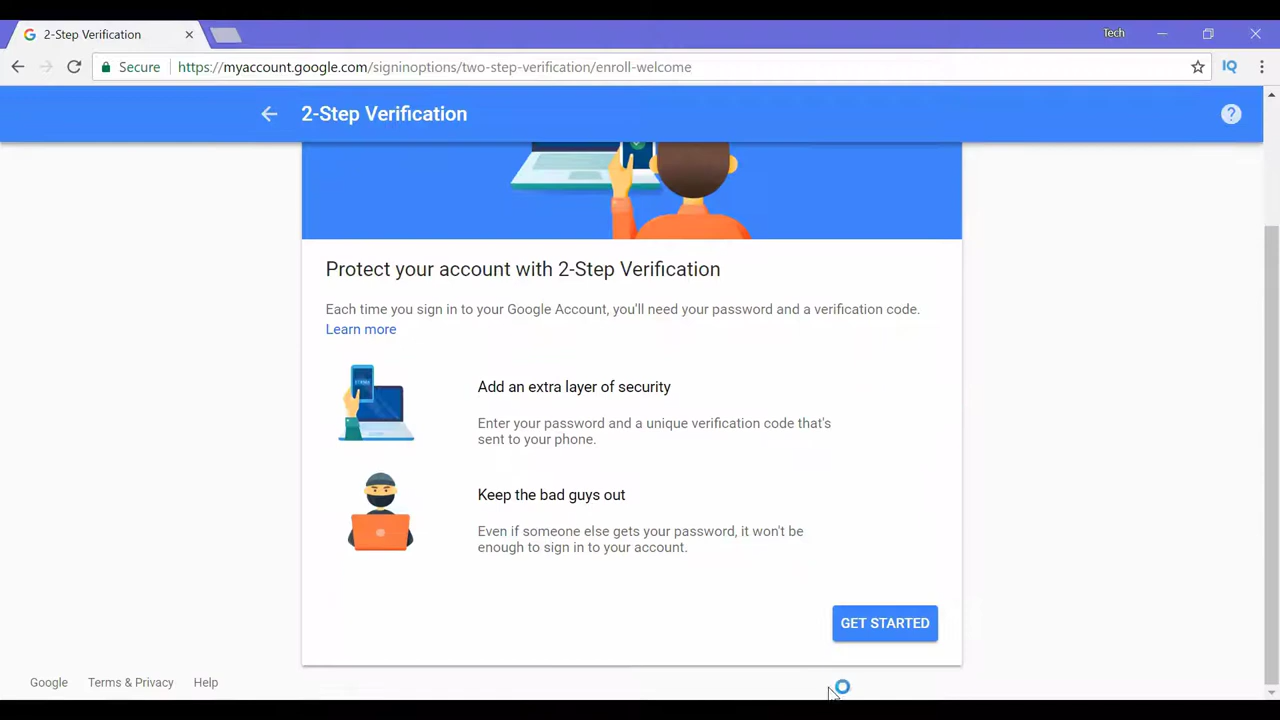 2-Step Verification
Tech
Secure https://myaccount.google.com/signinoptions/two-step-verification/enroll-welcome
IQ
2-Step Verification
Protect your account with 2-Step Verification
Each time you sign in to your Google Account, you'll need your password and a verification code.
Learn more
Add an extra layer of security
Enter your password and a unique verification code that's
sent to your phone.
Keep the bad guys out
Even if someone else gets your password, it won't be
enough to sign in to your account.
GET STARTED
Google Terms & Privacy Help